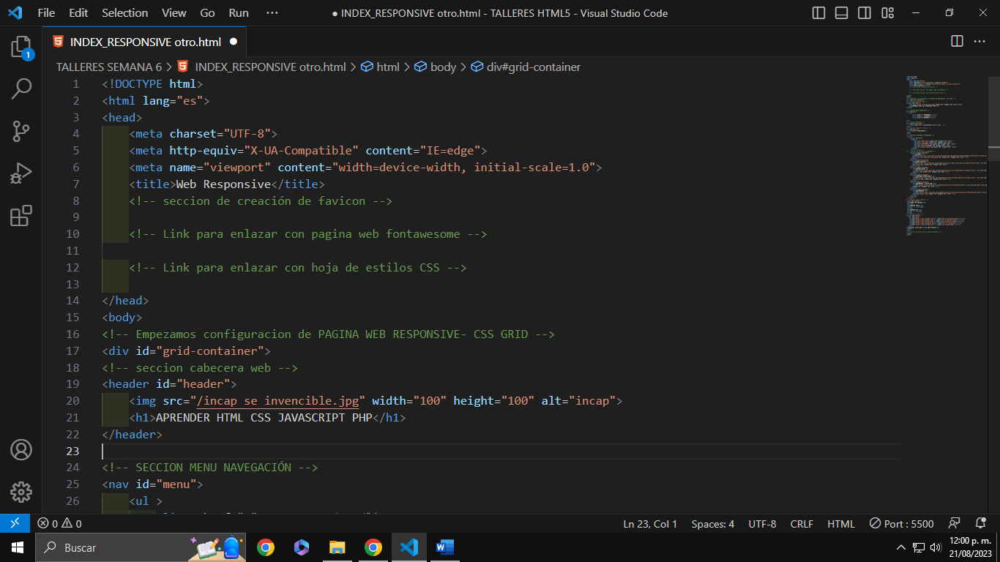 File Edit Selection View Go Run ··· ● INDEX_RESPONSIVE otro.html - TALLERES HTML5 - Visual Studio Code
INDEX_RESPONSIVE otro.html ●
TALLERES SEMANA 6 > INDEX_RESPONSIVE otro.html > html > body > div#grid-container
1 <!DOCTYPE html>
2 <html lang="es">
3 <head>
4 <meta charset="UTF-8">
5 <meta http-equiv="X-UA-Compatible" content="IE=edge">
6 <meta name="viewport" content="width=device-width, initial-scale=1.0">
7 <title>Web Responsive</title>
8 <!-- seccion de creación de favicon -->
9
10 <!-- Link para enlazar con pagina web fontawesome -->
11
12 <!-- Link para enlazar con hoja de estilos CSS -->
13
14 </head>
15 <body>
16 <!-- Empezamos configuracion de PAGINA WEB RESPONSIVE- CSS GRID -->
17 <div id="grid-container">
18 <!-- seccion cabecera web -->
19 <header id="header">
20 <img src="/incap se invencible.jpg" width="100" height="100" alt="incap">
21 <h1>APRENDER HTML CSS JAVASCRIPT PHP</h1>
22 </header>
23
24 <!-- SECCION MENU NAVEGACIÓN -->
25 <nav id="menu">
26 <ul >
1
0 0 Ln 23, Col 1 Spaces: 4 UTF-8 CRLF HTML Port : 5500
Buscar
12:00 p. m.
21/08/2023